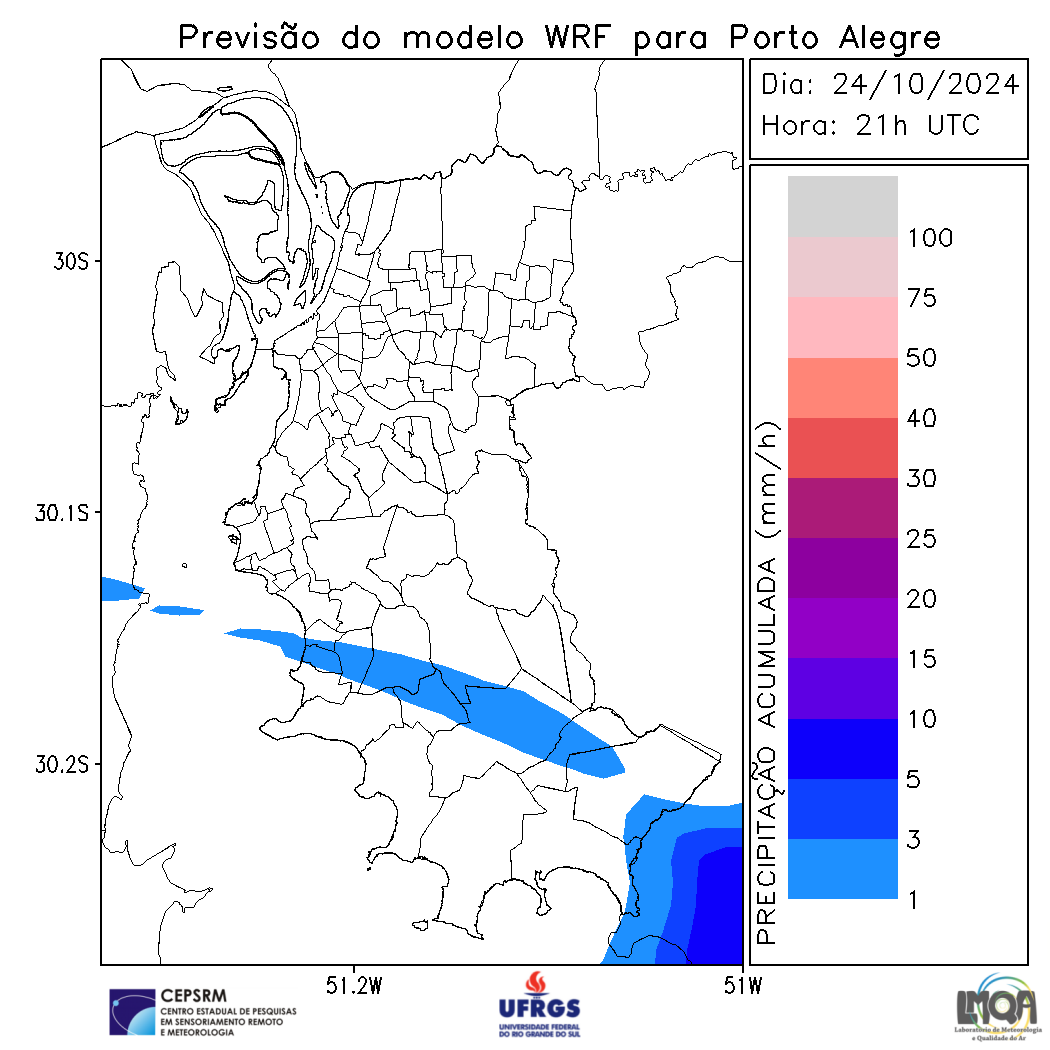 Previsão do modelo WRF para Porto Alegre
Dia: 24/10/2024
Hora: 21h UTC
30S
30.1S
30.2S
51.2W
51W
PRECIPITAÇÃO ACUMULADA (mm/h)
100
75
50
40
30
25
20
15
10
5
3
1
CEPSRM
CENTRO ESTADUAL DE PESQUISAS
EM SENSORIAMENTO REMOTO
E METEOROLOGIA
UFRGS
UNIVERSIDADE FEDERAL
DO RIO GRANDE DO SUL
LMQA
Laboratório de Meteorologia
e Qualidade do Ar